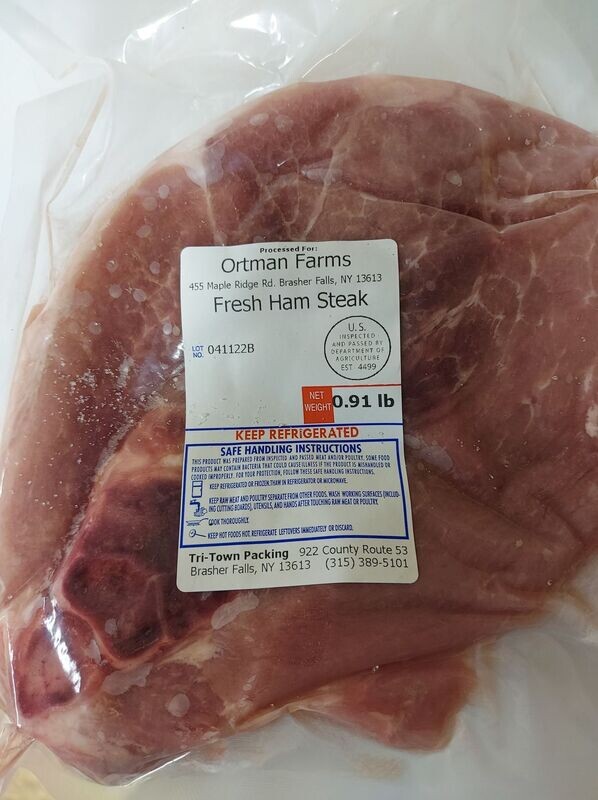 Processed For:
Ortman Farms
455 Maple Ridge Rd. Brasher Falls, NY 13613
Fresh Ham Steak
LOT
NO. 041122B
U.S.
INSPECTED
AND PASSED BY
DEPARTMENT OF
AGRICULTURE
EST 4499
NET
WEIGHT 0.91 lb
KEEP REFRIGERATED
SAFE HANDLING INSTRUCTIONS
THIS PRODUCT WAS PREPARED FROM INSPECTED AND PASSED MEAT AND/OR POULTRY. SOME FOOD
PRODUCTS MAY CONTAIN BACTERIA THAT COULD CAUSE ILLNESS IF THE PRODUCT IS MISHANDLED OR
COOKED IMPROPERLY. FOR YOUR PROTECTION, FOLLOW THESE SAFE HANDLING INSTRUCTIONS.
KEEP REFRIGERATED OR FROZEN. THAW IN REFRIGERATOR OR MICROWAVE.
KEEP RAW MEAT AND POULTRY SEPARATE FROM OTHER FOODS. WASH WORKING SURFACES (INCLUD-
ING CUTTING BOARDS), UTENSILS, AND HANDS AFTER TOUCHING RAW MEAT OR POULTRY.
COOK THOROUGHLY.
KEEP HOT FOODS HOT. REFRIGERATE LEFTOVERS IMMEDIATELY OR DISCARD.
Tri-Town Packing 922 County Route 53
Brasher Falls, NY 13613 (315) 389-5101